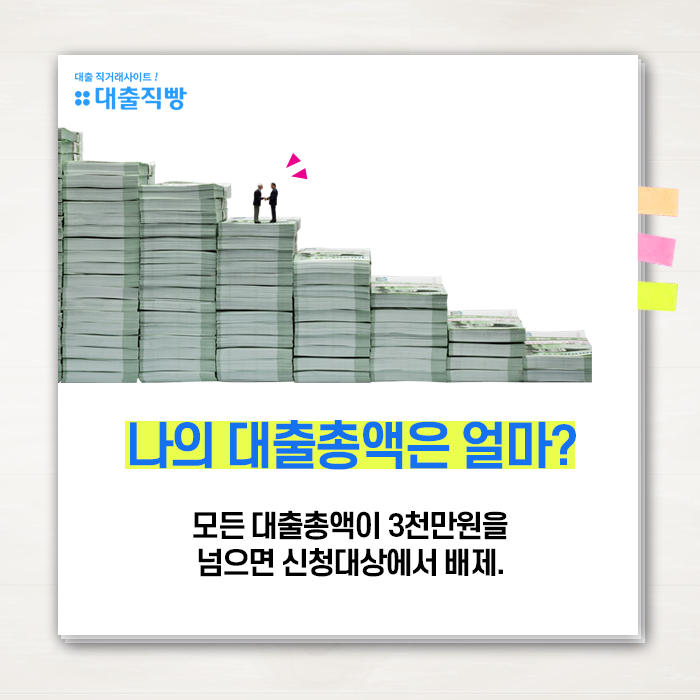 대출 직거래사이트!
대출직빵
나의 대출총액은 얼마?
모든 대출총액이 3천만원을
넘으면 신청대상에서 배제.